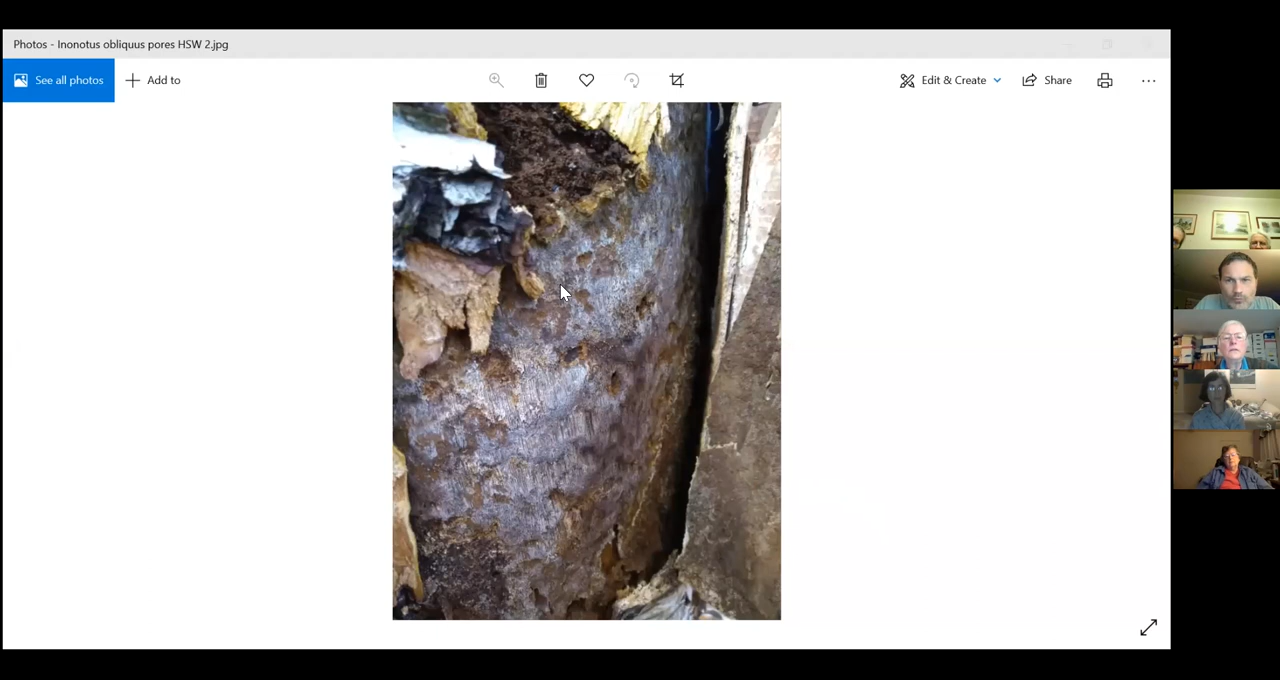 Photos - Inonotus obliquus pores HSW 2.jpg
See all photos
Add to
Edit & Create
Share